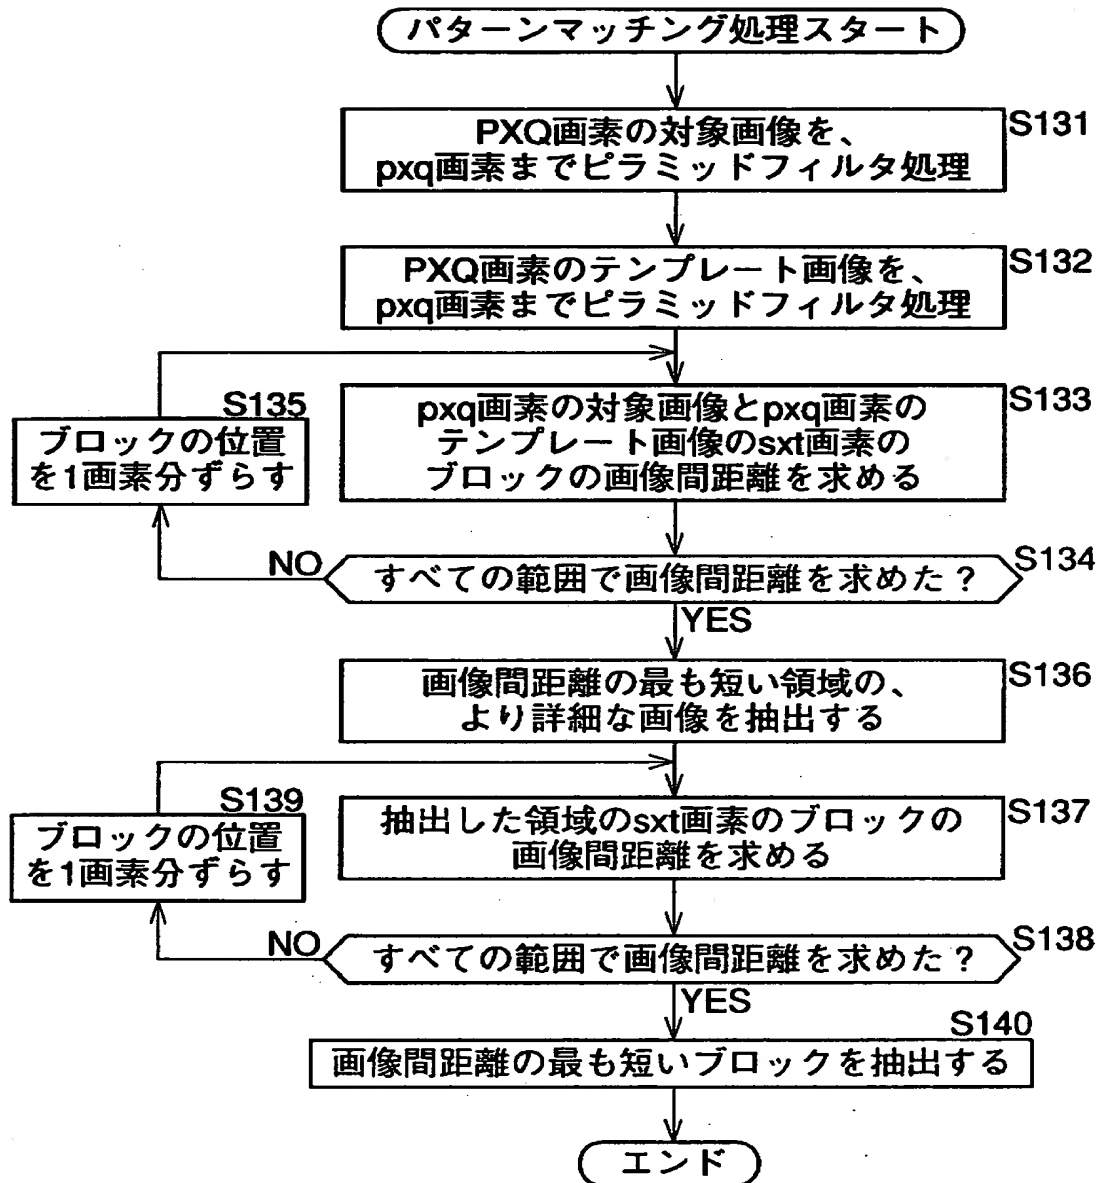 パターンマッチング処理スタート
S131
PXQ画素の対象画像を、
pxq画素までピラミッドフィルタ処理
S132
PXQ画素のテンプレート画像を、
pxq画素までピラミッドフィルタ処理
S135
ブロックの位置
を1画素分ずらす
S133
pxq画素の対象画像とpxq画素の
テンプレート画像のsxt画素の
ブロックの画像間距離を求める
NO
すべての範囲で画像間距離を求めた？
S134
YES
S136
画像間距離の最も短い領域の、
より詳細な画像を抽出する
S139
ブロックの位置
を1画素分ずらす
S137
抽出した領域のsxt画素のブロックの
画像間距離を求める
NO
すべての範囲で画像間距離を求めた？
S138
YES
S140
画像間距離の最も短いブロックを抽出する
エンド